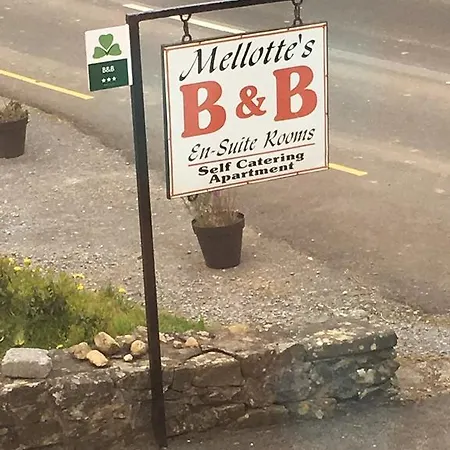 Mellotte's
B & B
En-Suite Rooms
Self Catering
Apartment
B&B
★★★